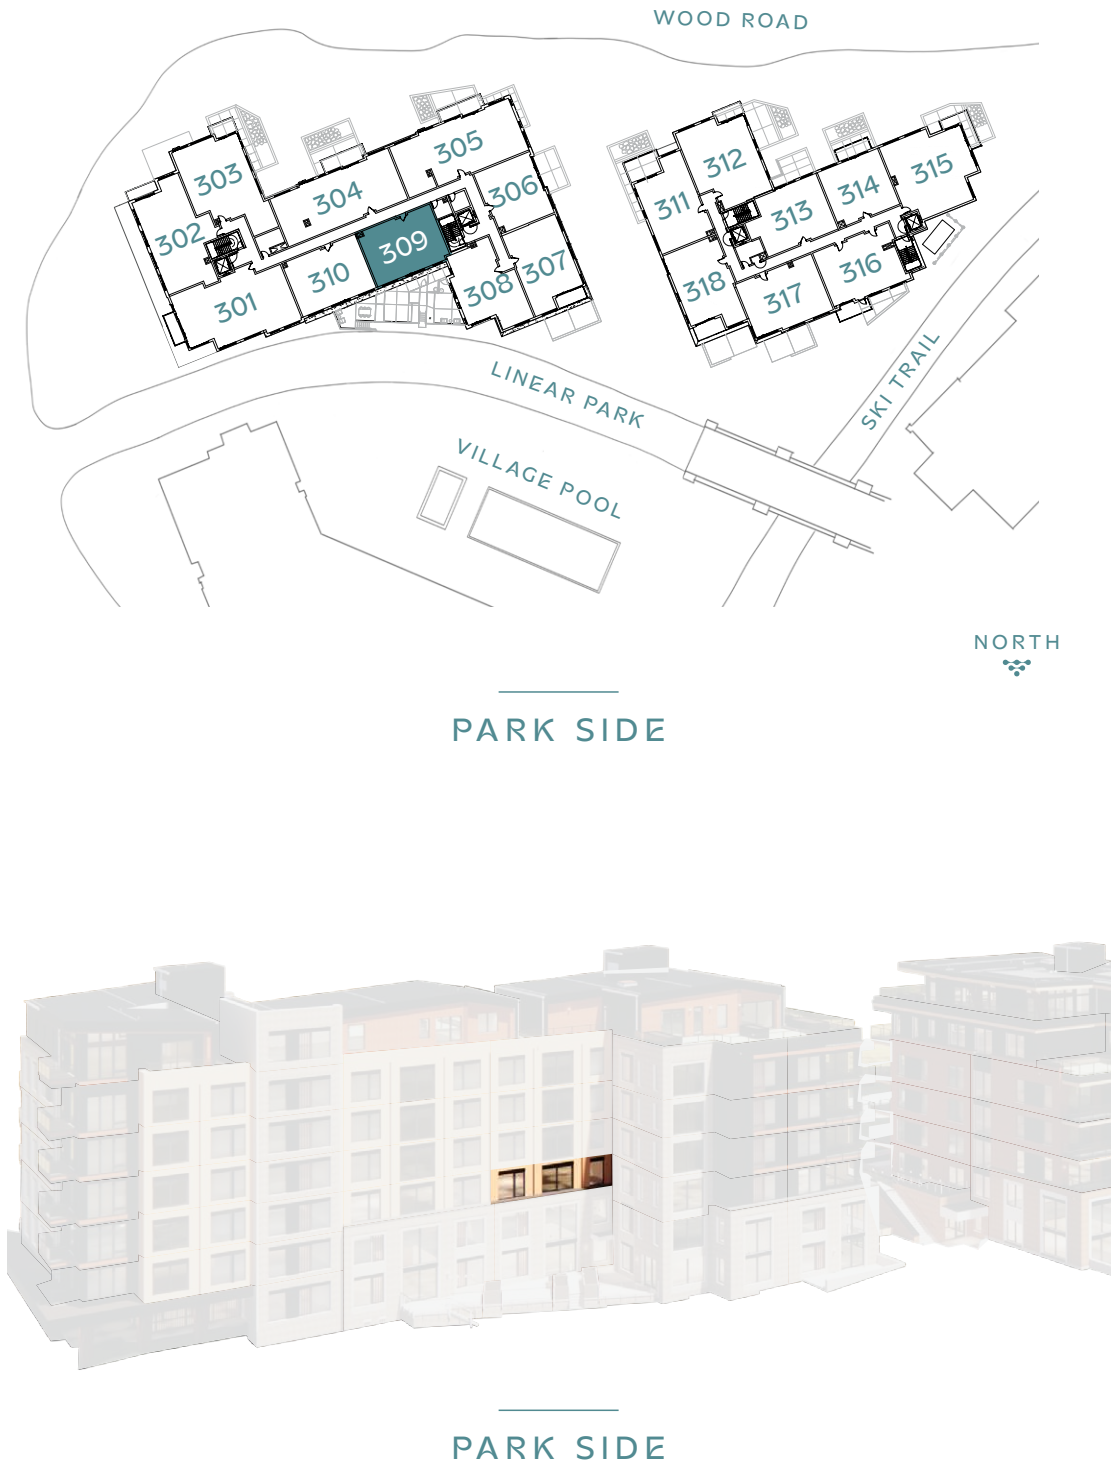 WOOD ROAD
305
303
312
315
304
306
314
311
313
302
309
310
307
316
308
318
301
317
LINEAR PARK
SKI TRAIL
VILLAGE POOL
NORTH
PARK SIDE
PARK SIDE